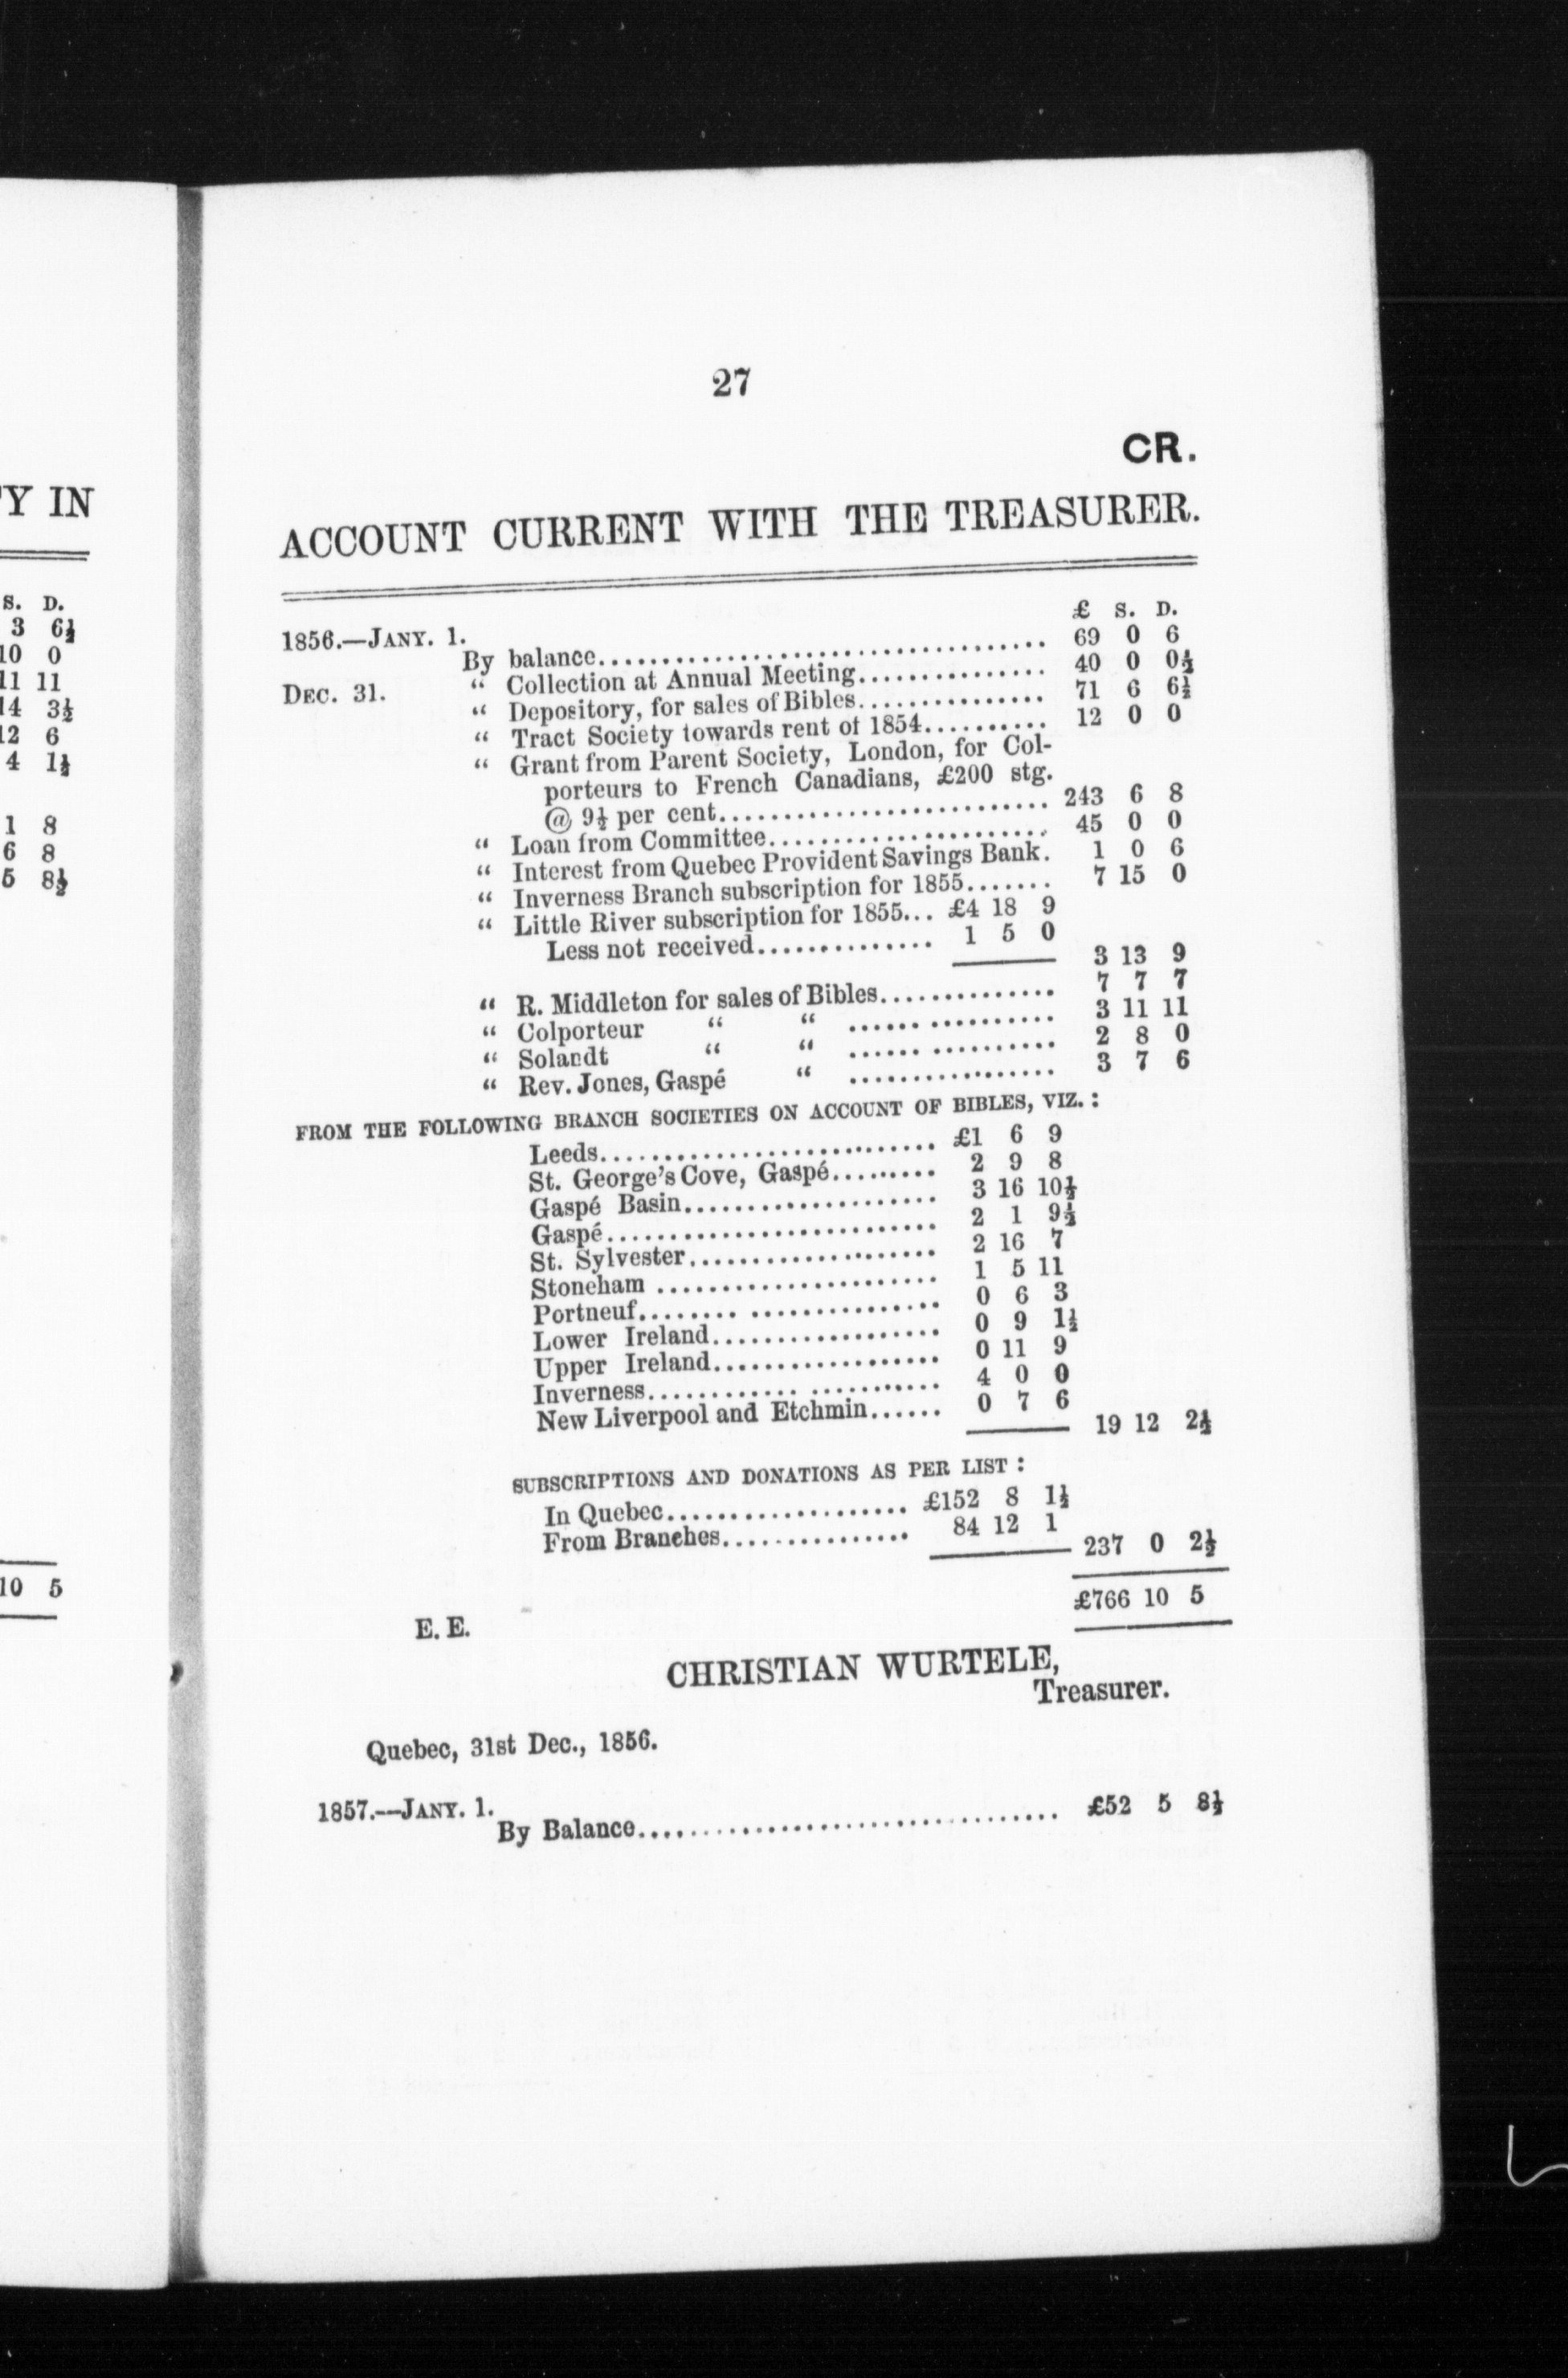 'Y IN
S. D.
3 6½
10 0
11 11
14 3½
12 6
4 1½
1 8
6 8
5 8½
10 5
27
CR.
ACCOUNT CURRENT WITH THE TREASURER.
£ S. D.
1856.—JANY. 1.
By balance.................................. 69 0 6
DEC. 31. “ Collection at Annual Meeting............... 40 0 0½
“ Depository, for sales of Bibles............... 71 6 6½
“ Tract Society towards rent of 1854.......... 12 0 0
“ Grant from Parent Society, London, for Col-
porteurs to French Canadians, £200 stg.
@ 9½ per cent.......................... 243 6 8
“ Loan from Committee...................... 45 0 0
“ Interest from Quebec Provident Savings Bank. 1 0 6
“ Inverness Branch subscription for 1855....... 7 15 0
“ Little River subscription for 1855... £4 18 9
Less not received.............. 1 5 0
3 13 9
“ R. Middleton for sales of Bibles.............. 7 7 7
“ Colporteur “ “ ................ 3 11 11
“ Solandt “ “ ................ 2 8 0
“ Rev. Jones, Gaspé “ ................ 3 7 6
FROM THE FOLLOWING BRANCH SOCIETIES ON ACCOUNT OF BIBLES, VIZ. :
Leeds.......................... £1 6 9
St. George's Cove, Gaspé......... 2 9 8
Gaspé Basin.................... 3 16 10½
Gaspé.......................... 2 1 9½
St. Sylvester................... 2 16 7
Stoneham ...................... 1 5 11
Portneuf........ ............... 0 6 3
Lower Ireland.................. 0 9 1½
Upper Ireland.................. 0 11 9
Inverness............ .......... 4 0 0
New Liverpool and Etchmin...... 0 7 6
19 12 2½
SUBSCRIPTIONS AND DONATIONS AS PER LIST :
In Quebec................... £152 8 1½
From Branches............... 84 12 1
237 0 2½
£766 10 5
E. E.
CHRISTIAN WURTELE,
Treasurer.
Quebec, 31st Dec., 1856.
1857.—JANY. 1.
By Balance.................................. £52 5 8½